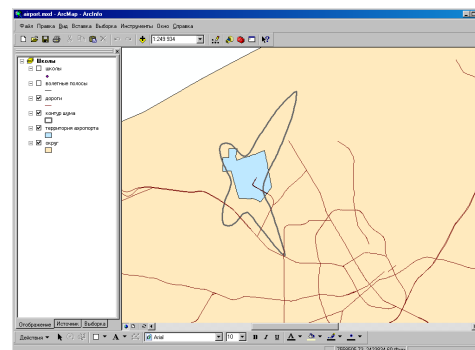 airport.mxd - ArcMap - ArcInfo
Файл Правка Вид Вставка Выборка Инструменты Окно Справка
1:249 934
Школы
школы
взлетные полосы
дороги
контур шума
территория аэропорта
округ
Отображение Источник Выборка
Действия A Arial 10 B I U A